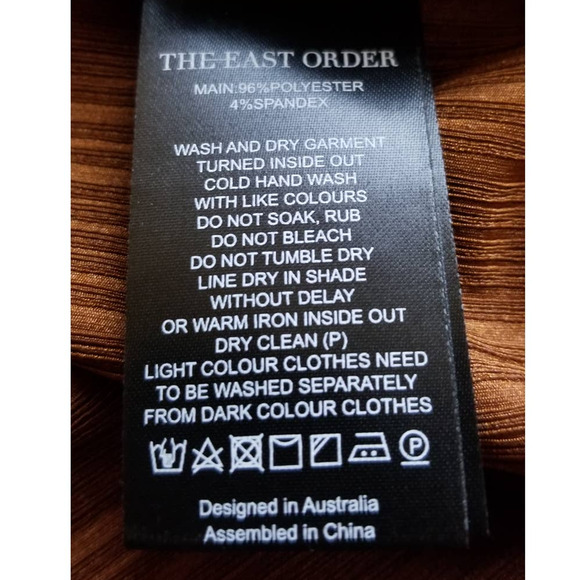 THE EAST ORDER
MAIN:96%POLYESTER
4%SPANDEX
WASH AND DRY GARMENT
TURNED INSIDE OUT
COLD HAND WASH
WITH LIKE COLOURS
DO NOT SOAK, RUB
DO NOT BLEACH
DO NOT TUMBLE DRY
LINE DRY IN SHADE
WITHOUT DELAY
OR WARM IRON INSIDE OUT
DRY CLEAN (P)
LIGHT COLOUR CLOTHES NEED
TO BE WASHED SEPARATELY
FROM DARK COLOUR CLOTHES
P
Designed in Australia
Assembled in China